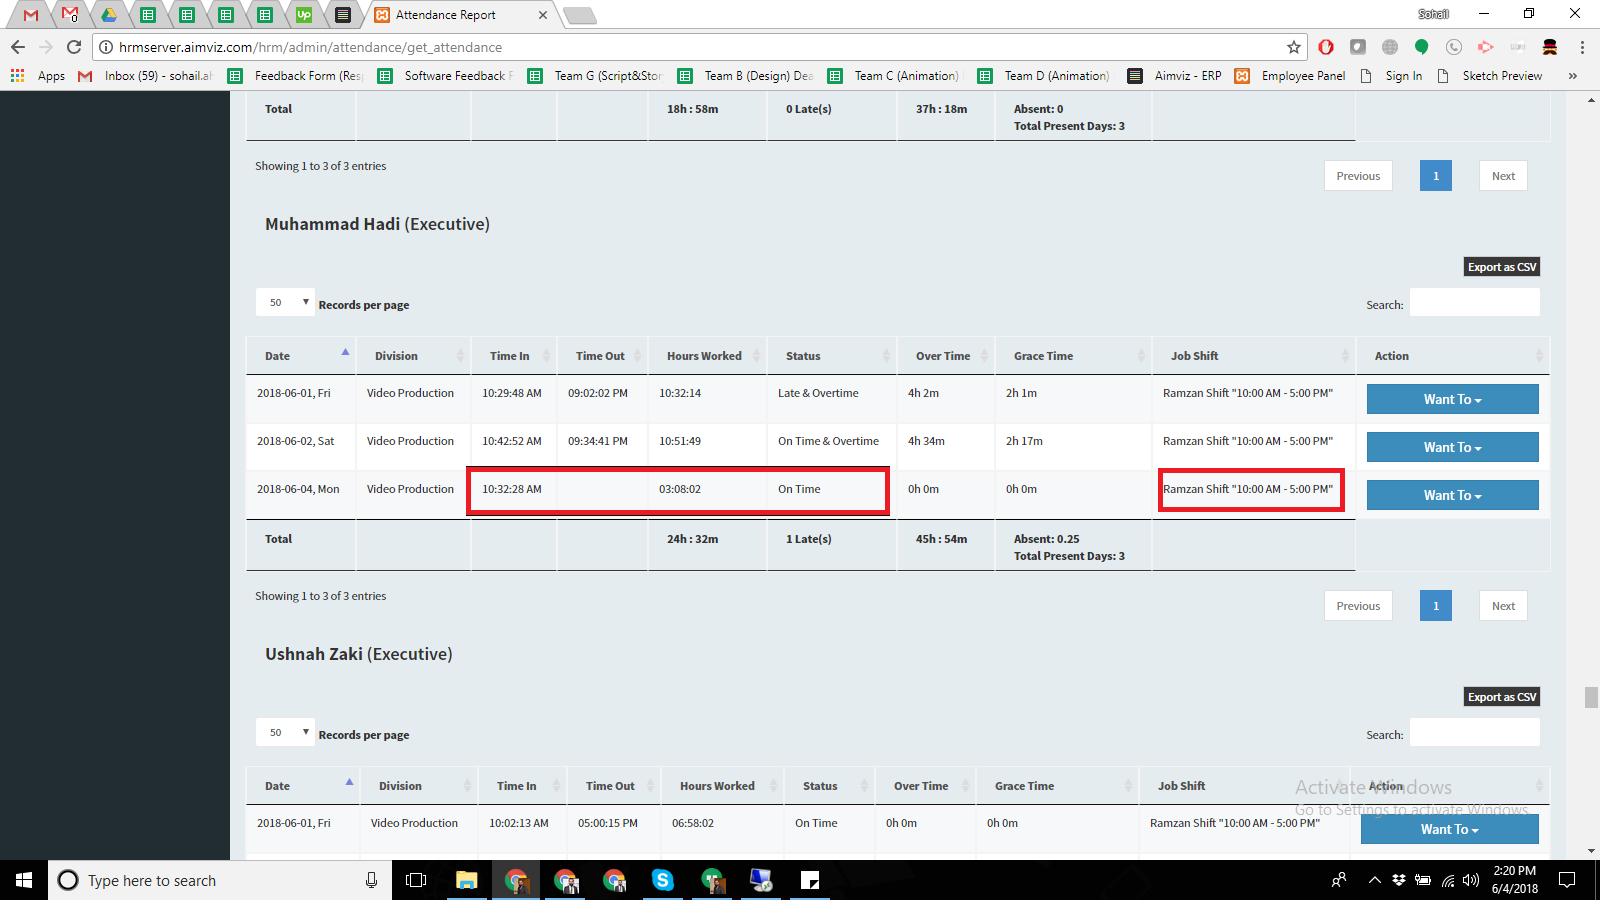 Attendance Report
Sohail
hrmserver.aimviz.com/hrm/admin/attendance/get_attendance
Apps Inbox (59) - sohail.ah Feedback Form (Res Software Feedback F Team G (Script&Stor Team B (Design) Dea Team C (Animation) Team D (Animation) Aimviz - ERP Employee Panel Sign In Sketch Preview »
Total 18h : 58m 0 Late(s) 37h : 18m Absent: 0
Total Present Days: 3
Showing 1 to 3 of 3 entries
Previous 1 Next
Muhammad Hadi (Executive)
Export as CSV
50 Records per page Search:
Date Division Time In Time Out Hours Worked Status Over Time Grace Time Job Shift Action
2018-06-01, Fri Video Production 10:29:48 AM 09:02:02 PM 10:32:14 Late & Overtime 4h 2m 2h 1m Ramzan Shift "10:00 AM - 5:00 PM" Want To
2018-06-02, Sat Video Production 10:42:52 AM 09:34:41 PM 10:51:49 On Time & Overtime 4h 34m 2h 17m Ramzan Shift "10:00 AM - 5:00 PM" Want To
2018-06-04, Mon Video Production 10:32:28 AM 03:08:02 On Time 0h 0m 0h 0m Ramzan Shift "10:00 AM - 5:00 PM" Want To
Total 24h : 32m 1 Late(s) 45h : 54m Absent: 0.25
Total Present Days: 3
Showing 1 to 3 of 3 entries
Previous 1 Next
Ushnah Zaki (Executive)
Export as CSV
50 Records per page Search:
Date Division Time In Time Out Hours Worked Status Over Time Grace Time Job Shift Action
Activate Windows
Go to Settings to activate Windows.
2018-06-01, Fri Video Production 10:02:13 AM 05:00:15 PM 06:58:02 On Time 0h 0m 0h 0m Ramzan Shift "10:00 AM - 5:00 PM" Want To
Type here to search
2:20 PM
6/4/2018